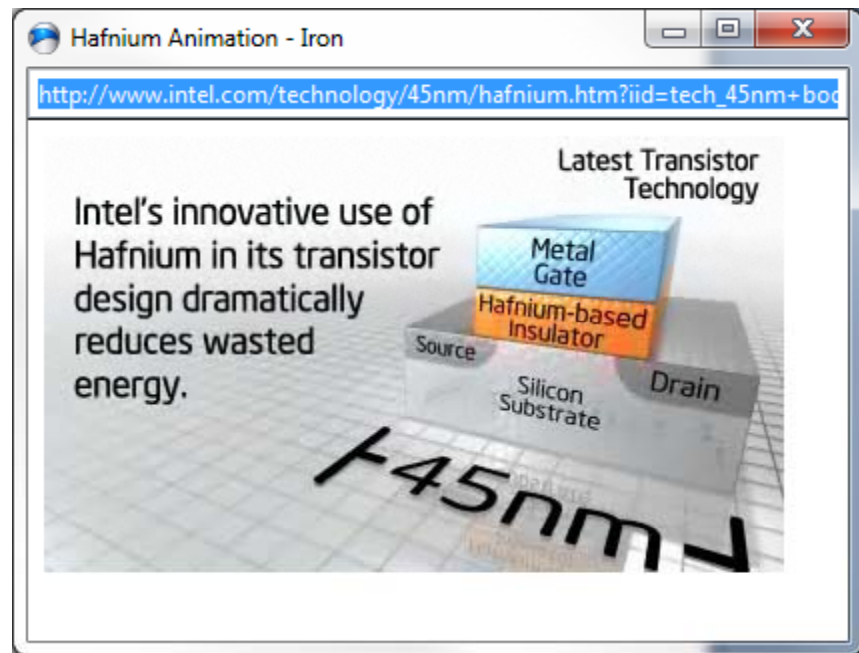 Hafnium Animation - Iron
http://www.intel.com/technology/45nm/hafnium.htm?iid=tech_45nm+boc
Latest Transistor
Technology
Intel's innovative use of
Hafnium in its transistor
design dramatically
reduces wasted
energy.
Metal
Gate
Hafnium-based
Insulator
Source
Drain
Silicon
Substrate
45nm